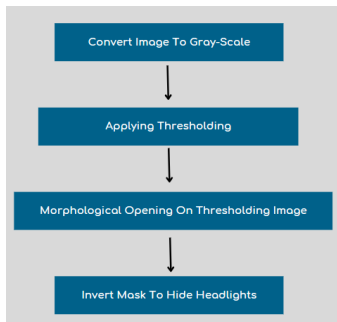 Convert Image To Gray-Scale
Applying Thresholding
Morphological Opening On Thresholding Image
Invert Mask To Hide Headlights